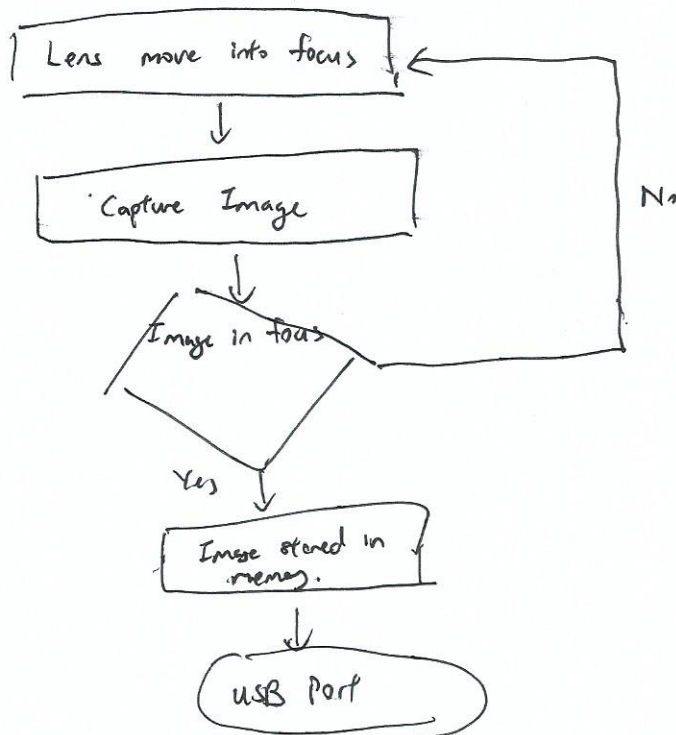 Lens move into focus
Capture Image
Image in focus
No
Yes
Image stored in
memory.
USB Port